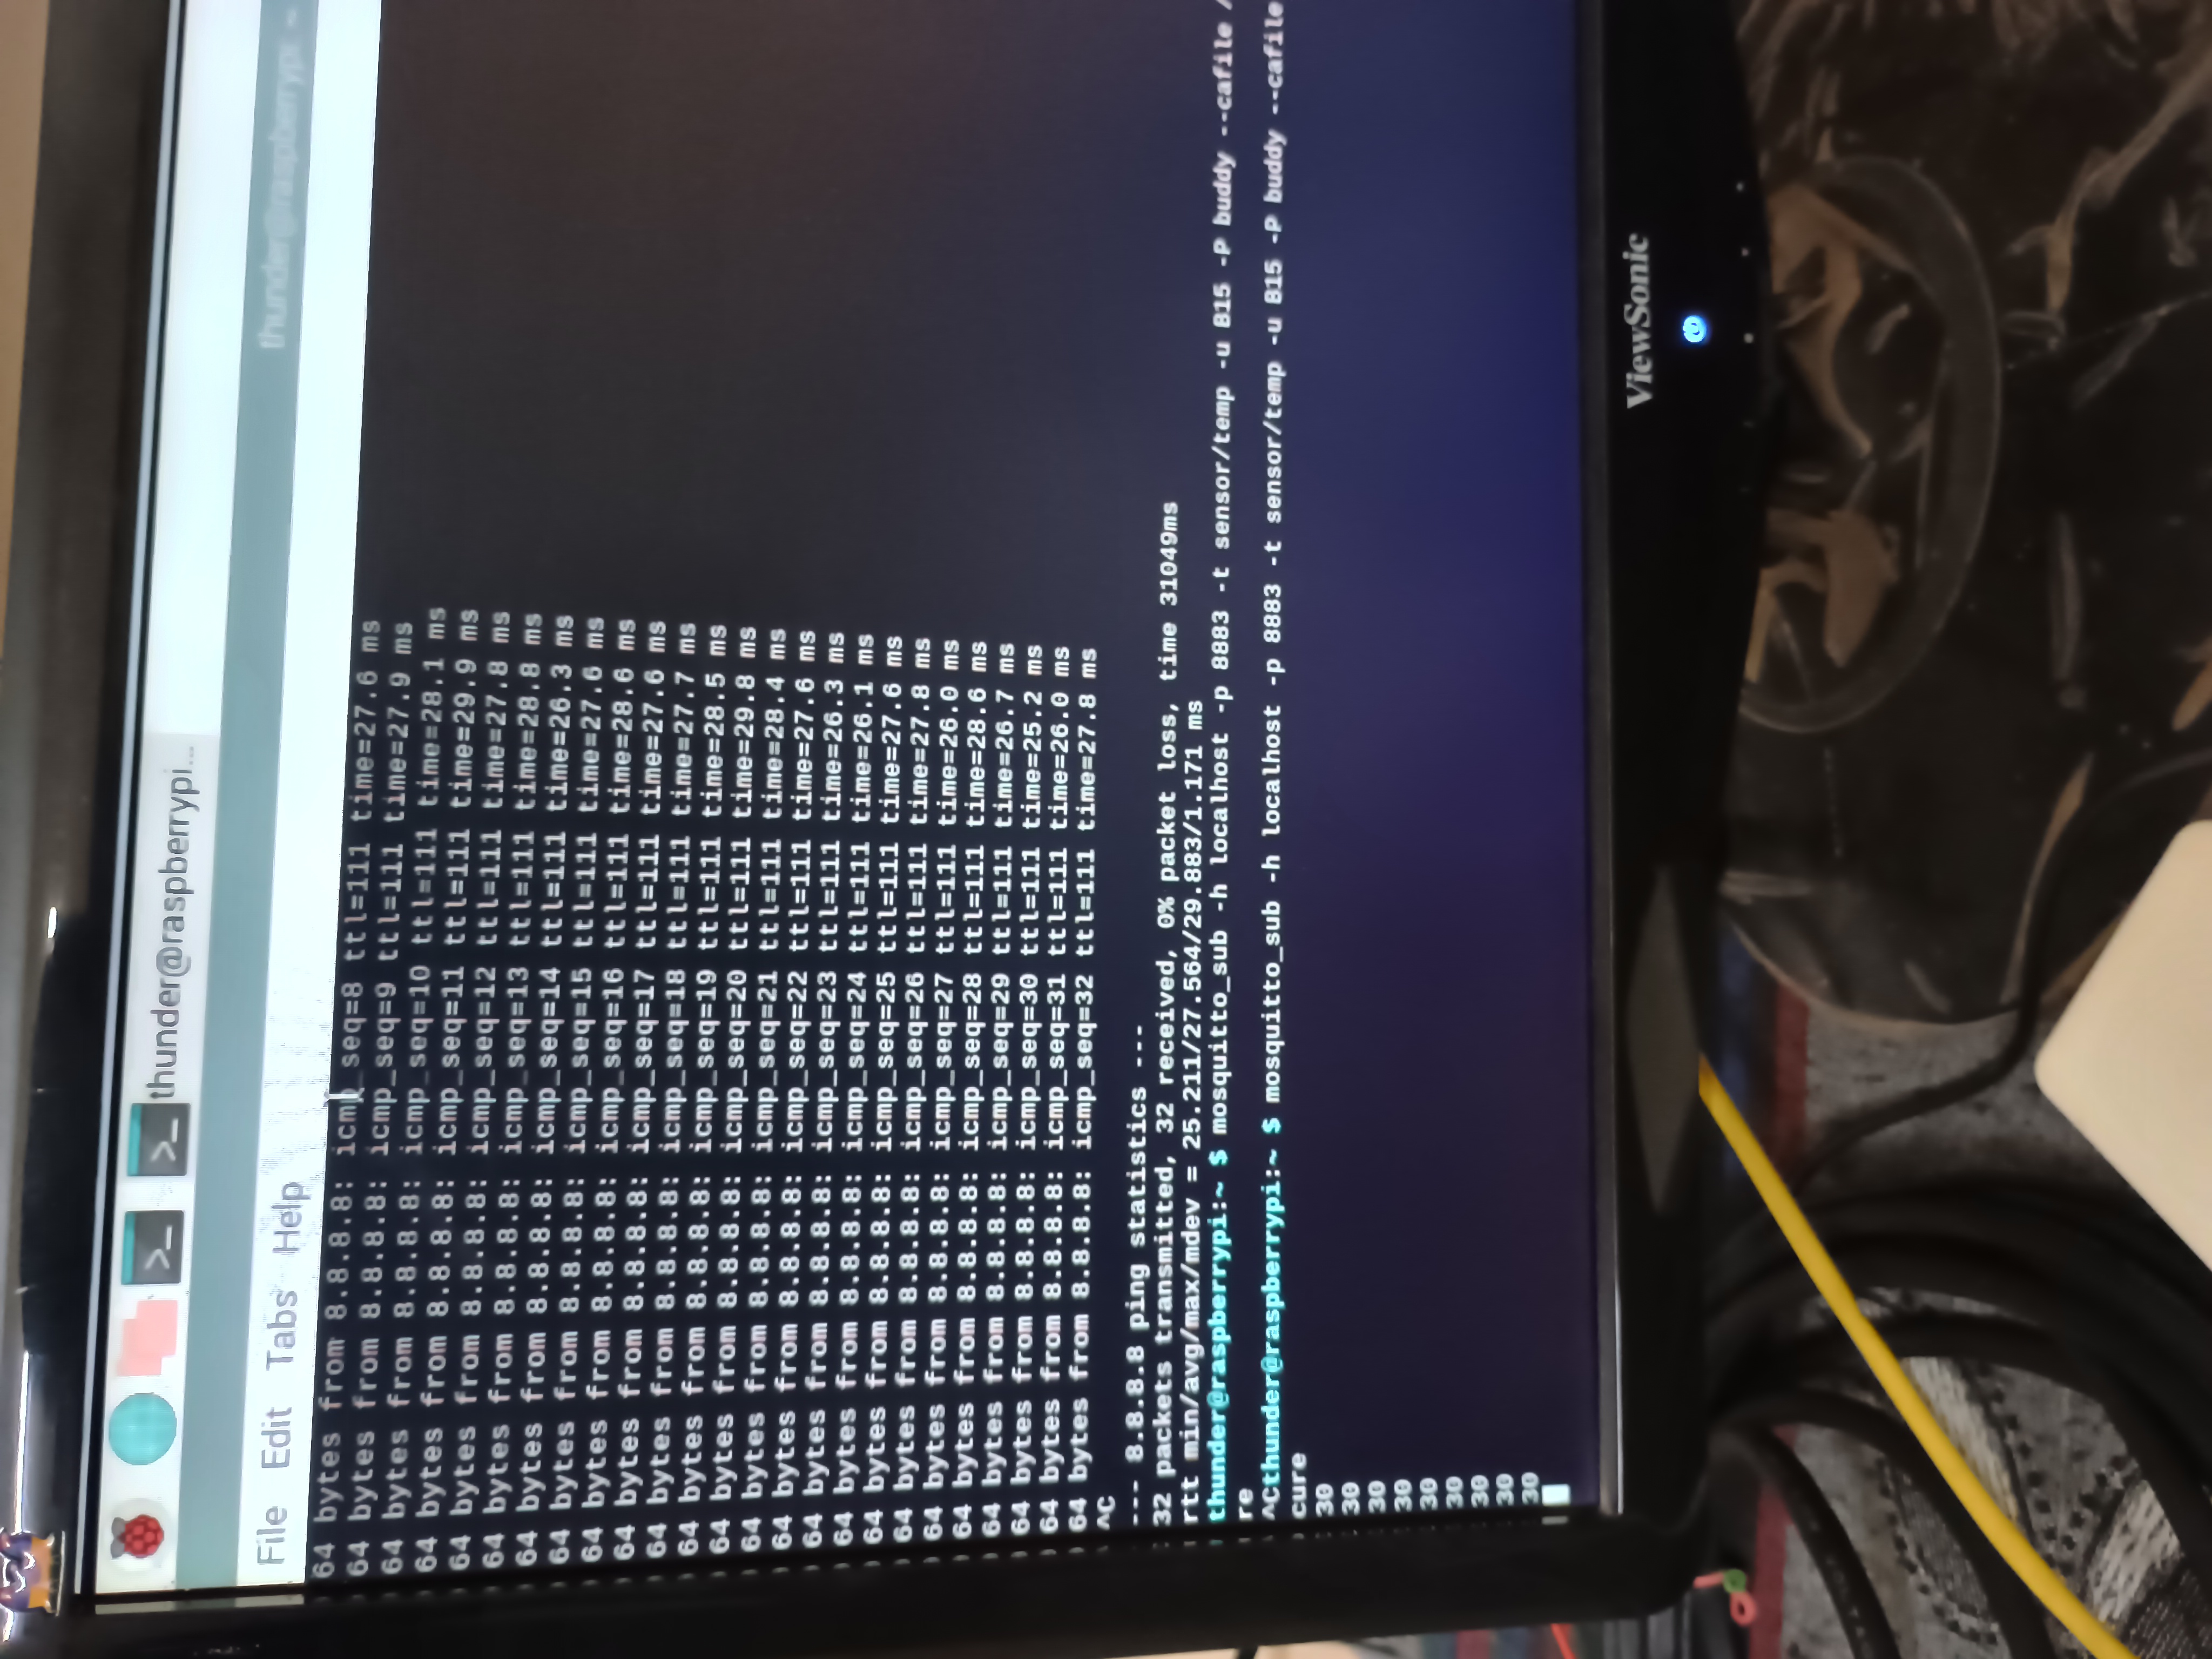 thunder@raspberrypi...
thunder@raspberrypi: ~
File Edit Tabs Help
64 bytes from 8.8.8.8: icmp_seq=8 ttl=111 time=27.6 ms
64 bytes from 8.8.8.8: icmp_seq=9 ttl=111 time=27.9 ms
64 bytes from 8.8.8.8: icmp_seq=10 ttl=111 time=28.1 ms
64 bytes from 8.8.8.8: icmp_seq=11 ttl=111 time=29.9 ms
64 bytes from 8.8.8.8: icmp_seq=12 ttl=111 time=27.8 ms
64 bytes from 8.8.8.8: icmp_seq=13 ttl=111 time=28.8 ms
64 bytes from 8.8.8.8: icmp_seq=14 ttl=111 time=26.3 ms
64 bytes from 8.8.8.8: icmp_seq=15 ttl=111 time=27.6 ms
64 bytes from 8.8.8.8: icmp_seq=16 ttl=111 time=28.6 ms
64 bytes from 8.8.8.8: icmp_seq=17 ttl=111 time=27.6 ms
64 bytes from 8.8.8.8: icmp_seq=18 ttl=111 time=27.7 ms
64 bytes from 8.8.8.8: icmp_seq=19 ttl=111 time=28.5 ms
64 bytes from 8.8.8.8: icmp_seq=20 ttl=111 time=29.8 ms
64 bytes from 8.8.8.8: icmp_seq=21 ttl=111 time=28.4 ms
64 bytes from 8.8.8.8: icmp_seq=22 ttl=111 time=27.6 ms
64 bytes from 8.8.8.8: icmp_seq=23 ttl=111 time=26.3 ms
64 bytes from 8.8.8.8: icmp_seq=24 ttl=111 time=26.1 ms
64 bytes from 8.8.8.8: icmp_seq=25 ttl=111 time=27.6 ms
64 bytes from 8.8.8.8: icmp_seq=26 ttl=111 time=27.8 ms
64 bytes from 8.8.8.8: icmp_seq=27 ttl=111 time=26.0 ms
64 bytes from 8.8.8.8: icmp_seq=28 ttl=111 time=28.6 ms
64 bytes from 8.8.8.8: icmp_seq=29 ttl=111 time=26.7 ms
64 bytes from 8.8.8.8: icmp_seq=30 ttl=111 time=25.2 ms
64 bytes from 8.8.8.8: icmp_seq=31 ttl=111 time=26.0 ms
64 bytes from 8.8.8.8: icmp_seq=32 ttl=111 time=27.8 ms
^C
--- 8.8.8.8 ping statistics ---
32 packets transmitted, 32 received, 0% packet loss, time 31049ms
rtt min/avg/max/mdev = 25.211/27.564/29.883/1.171 ms
thunder@raspberrypi:~ $ mosquitto_sub -h localhost -p 8883 -t sensor/temp -u B15 -P buddy --cafile /
re
^Cthunder@raspberrypi:~ $ mosquitto_sub -h localhost -p 8883 -t sensor/temp -u B15 -P buddy --cafile
cure
30
30
30
30
30
30
30
30
30
ViewSonic